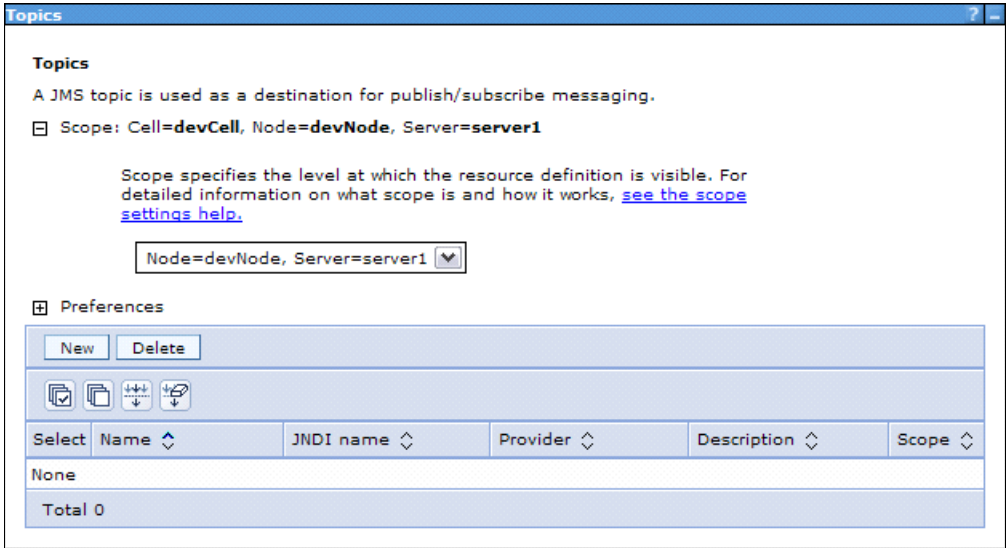 Topics
?
Topics
A JMS topic is used as a destination for publish/subscribe messaging.
Scope: Cell=devCell, Node=devNode, Server=server1
Scope specifies the level at which the resource definition is visible. For
detailed information on what scope is and how it works, see the scope
settings help.
Node=devNode, Server=server1
Preferences
New Delete
Select Name JNDI name Provider Description Scope
None
Total 0